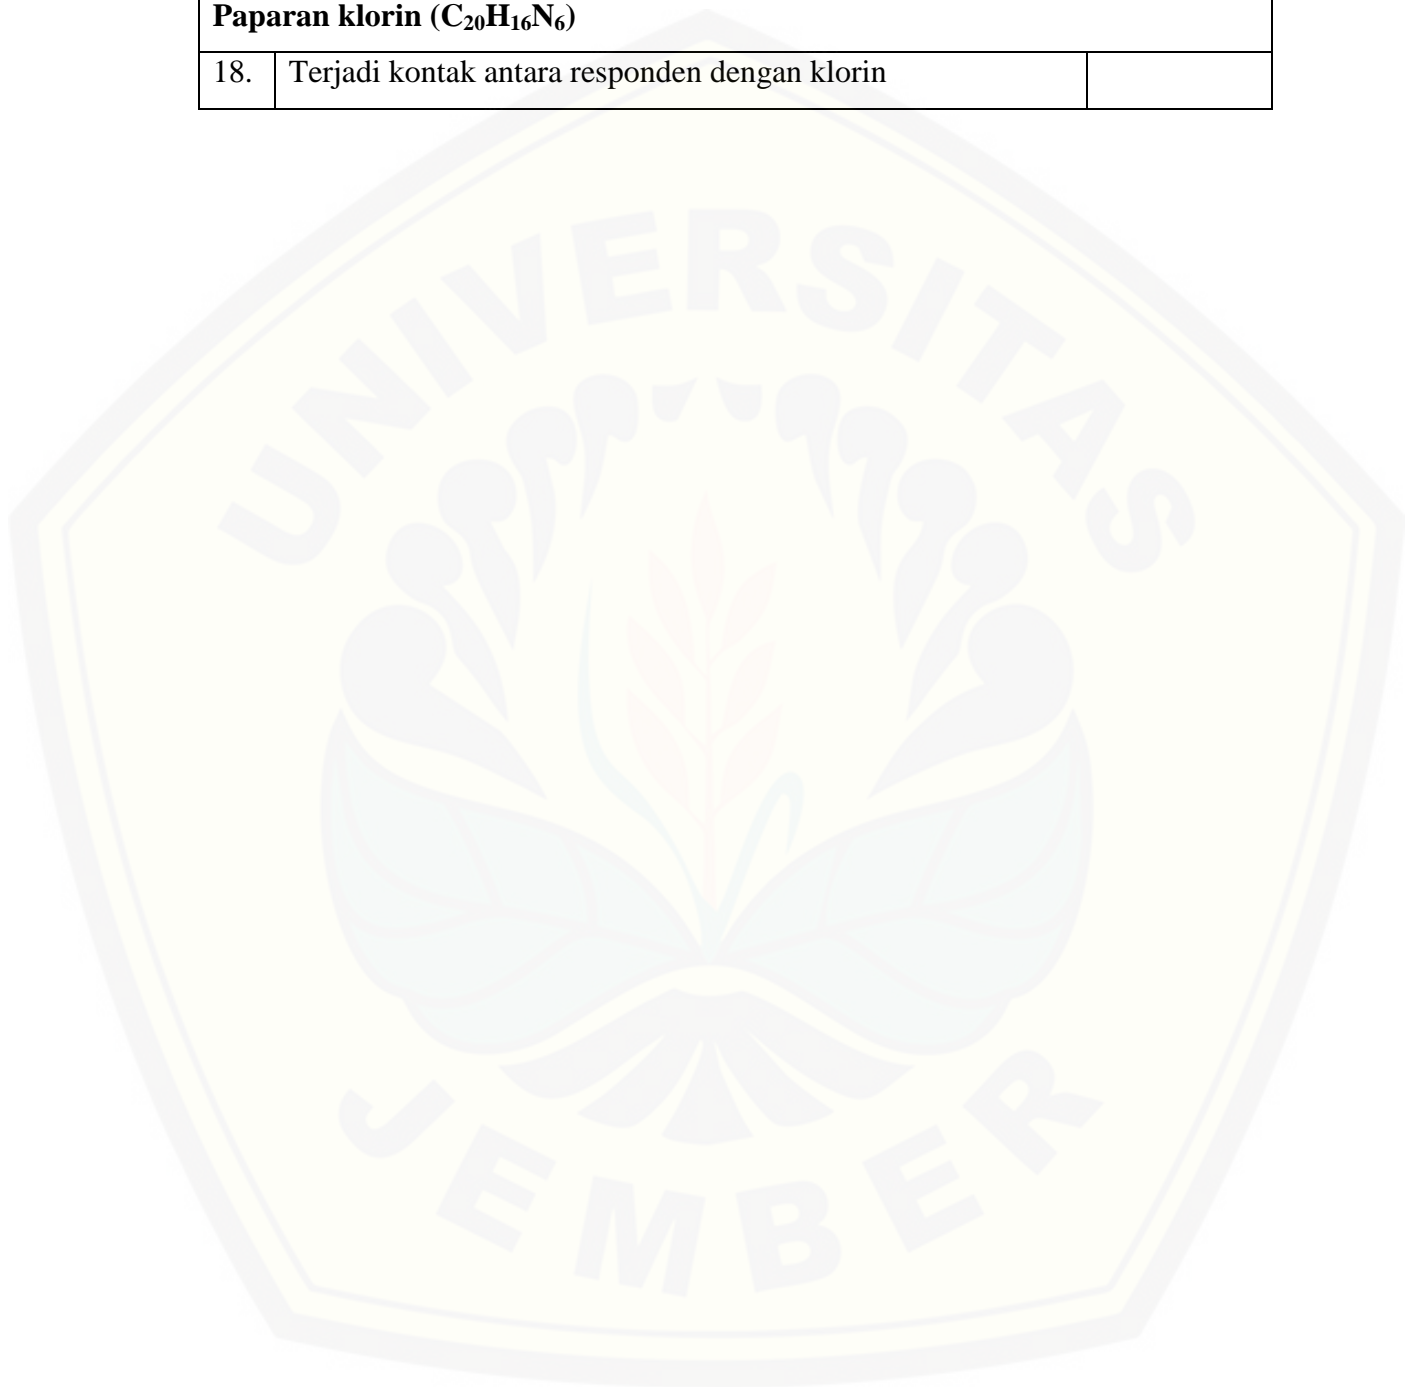 Paparan klorin (C₂₀H₁₆N₆)
18. Terjadi kontak antara responden dengan klorin
UNIVERSITAS
JEMBER